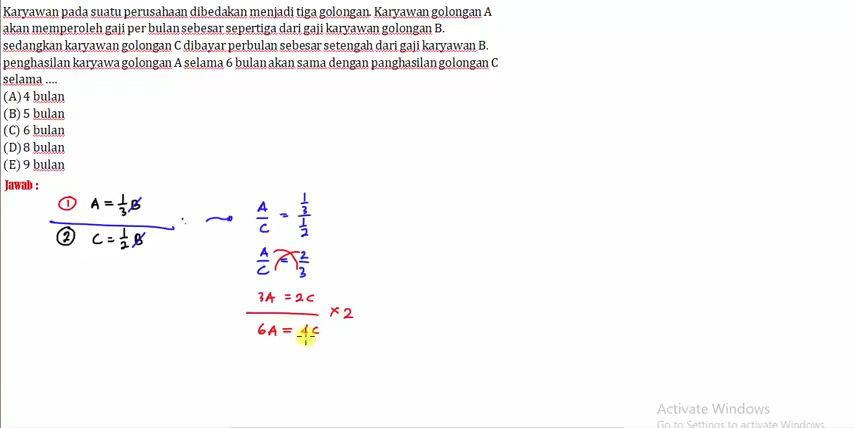 Karyawan pada suatu perusahaan dibedakan menjadi tiga golongan. Karyawan golongan A
akan memperoleh gaji per bulan sebesar sepertiga dari gaji karyawan golongan B.
sedangkan karyawan golongan C dibayar perbulan sebesar setengah dari gaji karyawan B.
penghasilan karyawa golongan A selama 6 bulan akan sama dengan panghasilan golongan C
selama ....
(A) 4 bulan
(B) 5 bulan
(C) 6 bulan
(D) 8 bulan
(E) 9 bulan
Jawab :
① A = 1/3 B
② C = 1/2 B
A/C = 1/3 / 1/2
A/C = 2/3
3A = 2C
× 2
6A = 4C
Activate Windows
Go to Settings to activate Windows.